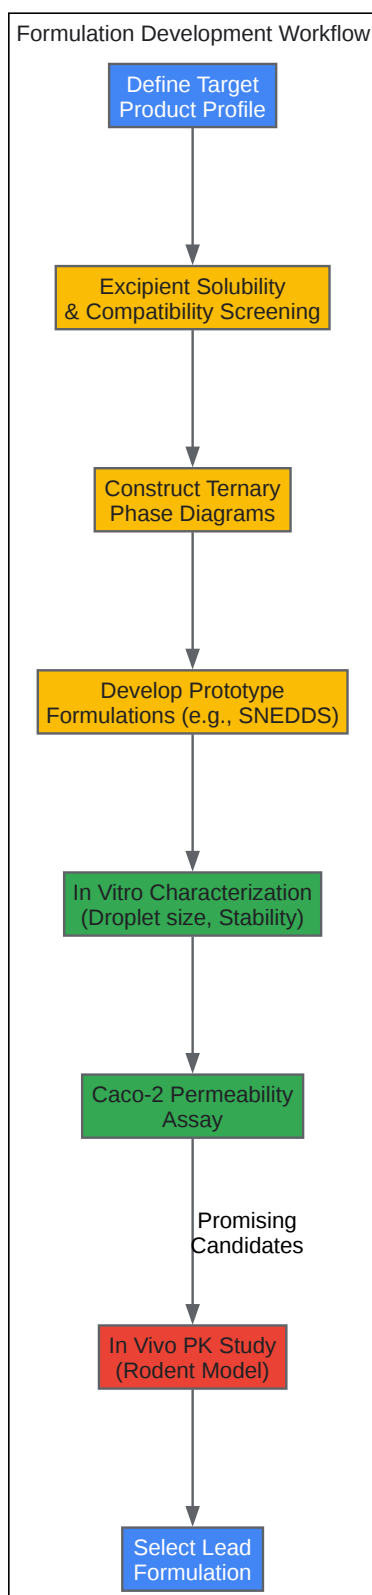 Formulation Development Workflow
Define Target
Product Profile
Excipient Solubility
& Compatibility Screening
Construct Ternary
Phase Diagrams
Develop Prototype
Formulations (e.g., SNEDDS)
In Vitro Characterization
(Droplet size, Stability)
Caco-2 Permeability
Assay
Promising
Candidates
In Vivo PK Study
(Rodent Model)
Select Lead
Formulation